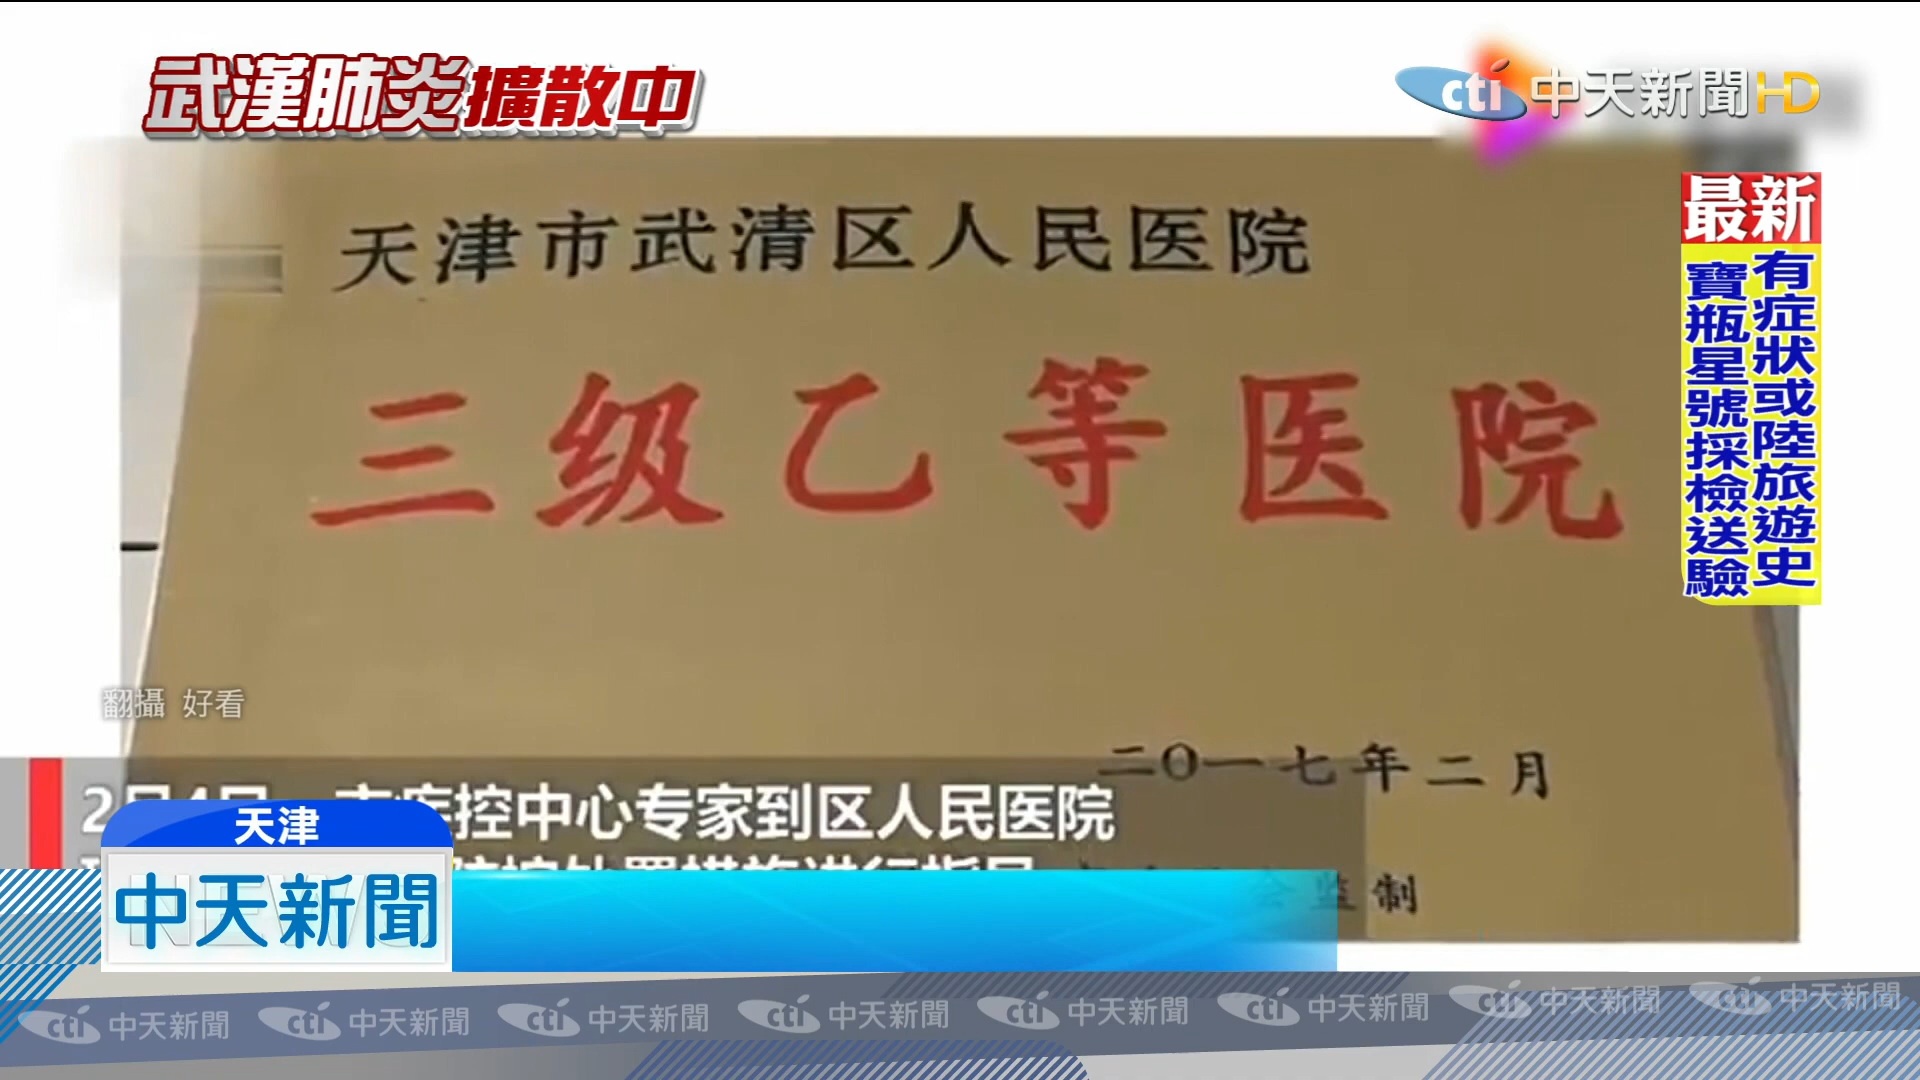 武漢肺炎擴散中
cti 中天新聞HD
最新
有症狀或陸旅遊史
寶瓶星號採檢送驗
天津市武清区人民医院
三级乙等医院
二〇一七年二月
监制
翻攝 好看
控中心专家到区人民医院
天津
中天新聞
cti 中天新聞 cti 中天新聞 cti 中天新聞 cti 中天新聞 cti 中天新聞 cti 中天新聞 cti 中天新聞 cti 中天新聞